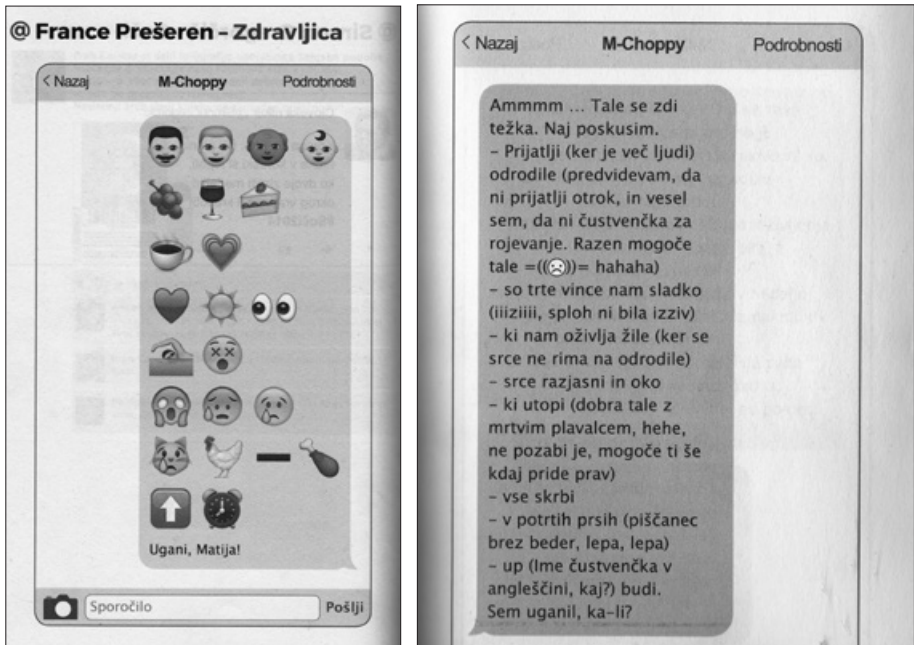 @ France Prešeren – Zdravljica
< Nazaj M-Choppy Podrobnosti
Ugani, Matija!
Sporočilo Pošlji
< Nazaj M-Choppy Podrobnosti
Ammmm ... Tale se zdi
težka. Naj poskusim.
– Prijatlji (ker je več ljudi)
odrodile (predvidevam, da
ni prijatlji otrok, in vesel
sem, da ni čustvenčka za
rojevanje. Razen mogoče
tale =((☹))= hahaha)
– so trte vince nam sladko
(iiiziiii, sploh ni bila izziv)
– ki nam oživlja žile (ker se
srce ne rima na odrodile)
– srce razjasni in oko
– ki utopi (dobra tale z
mrtvim plavalcem, hehe,
ne pozabi je, mogoče ti še
kdaj pride prav)
– vse skrbi
– v potrtih prsih (piščanec
brez beder, lepa, lepa)
– up (Ime čustvenčka v
angleščini, kaj?) budi.
Sem uganil, ka–li?